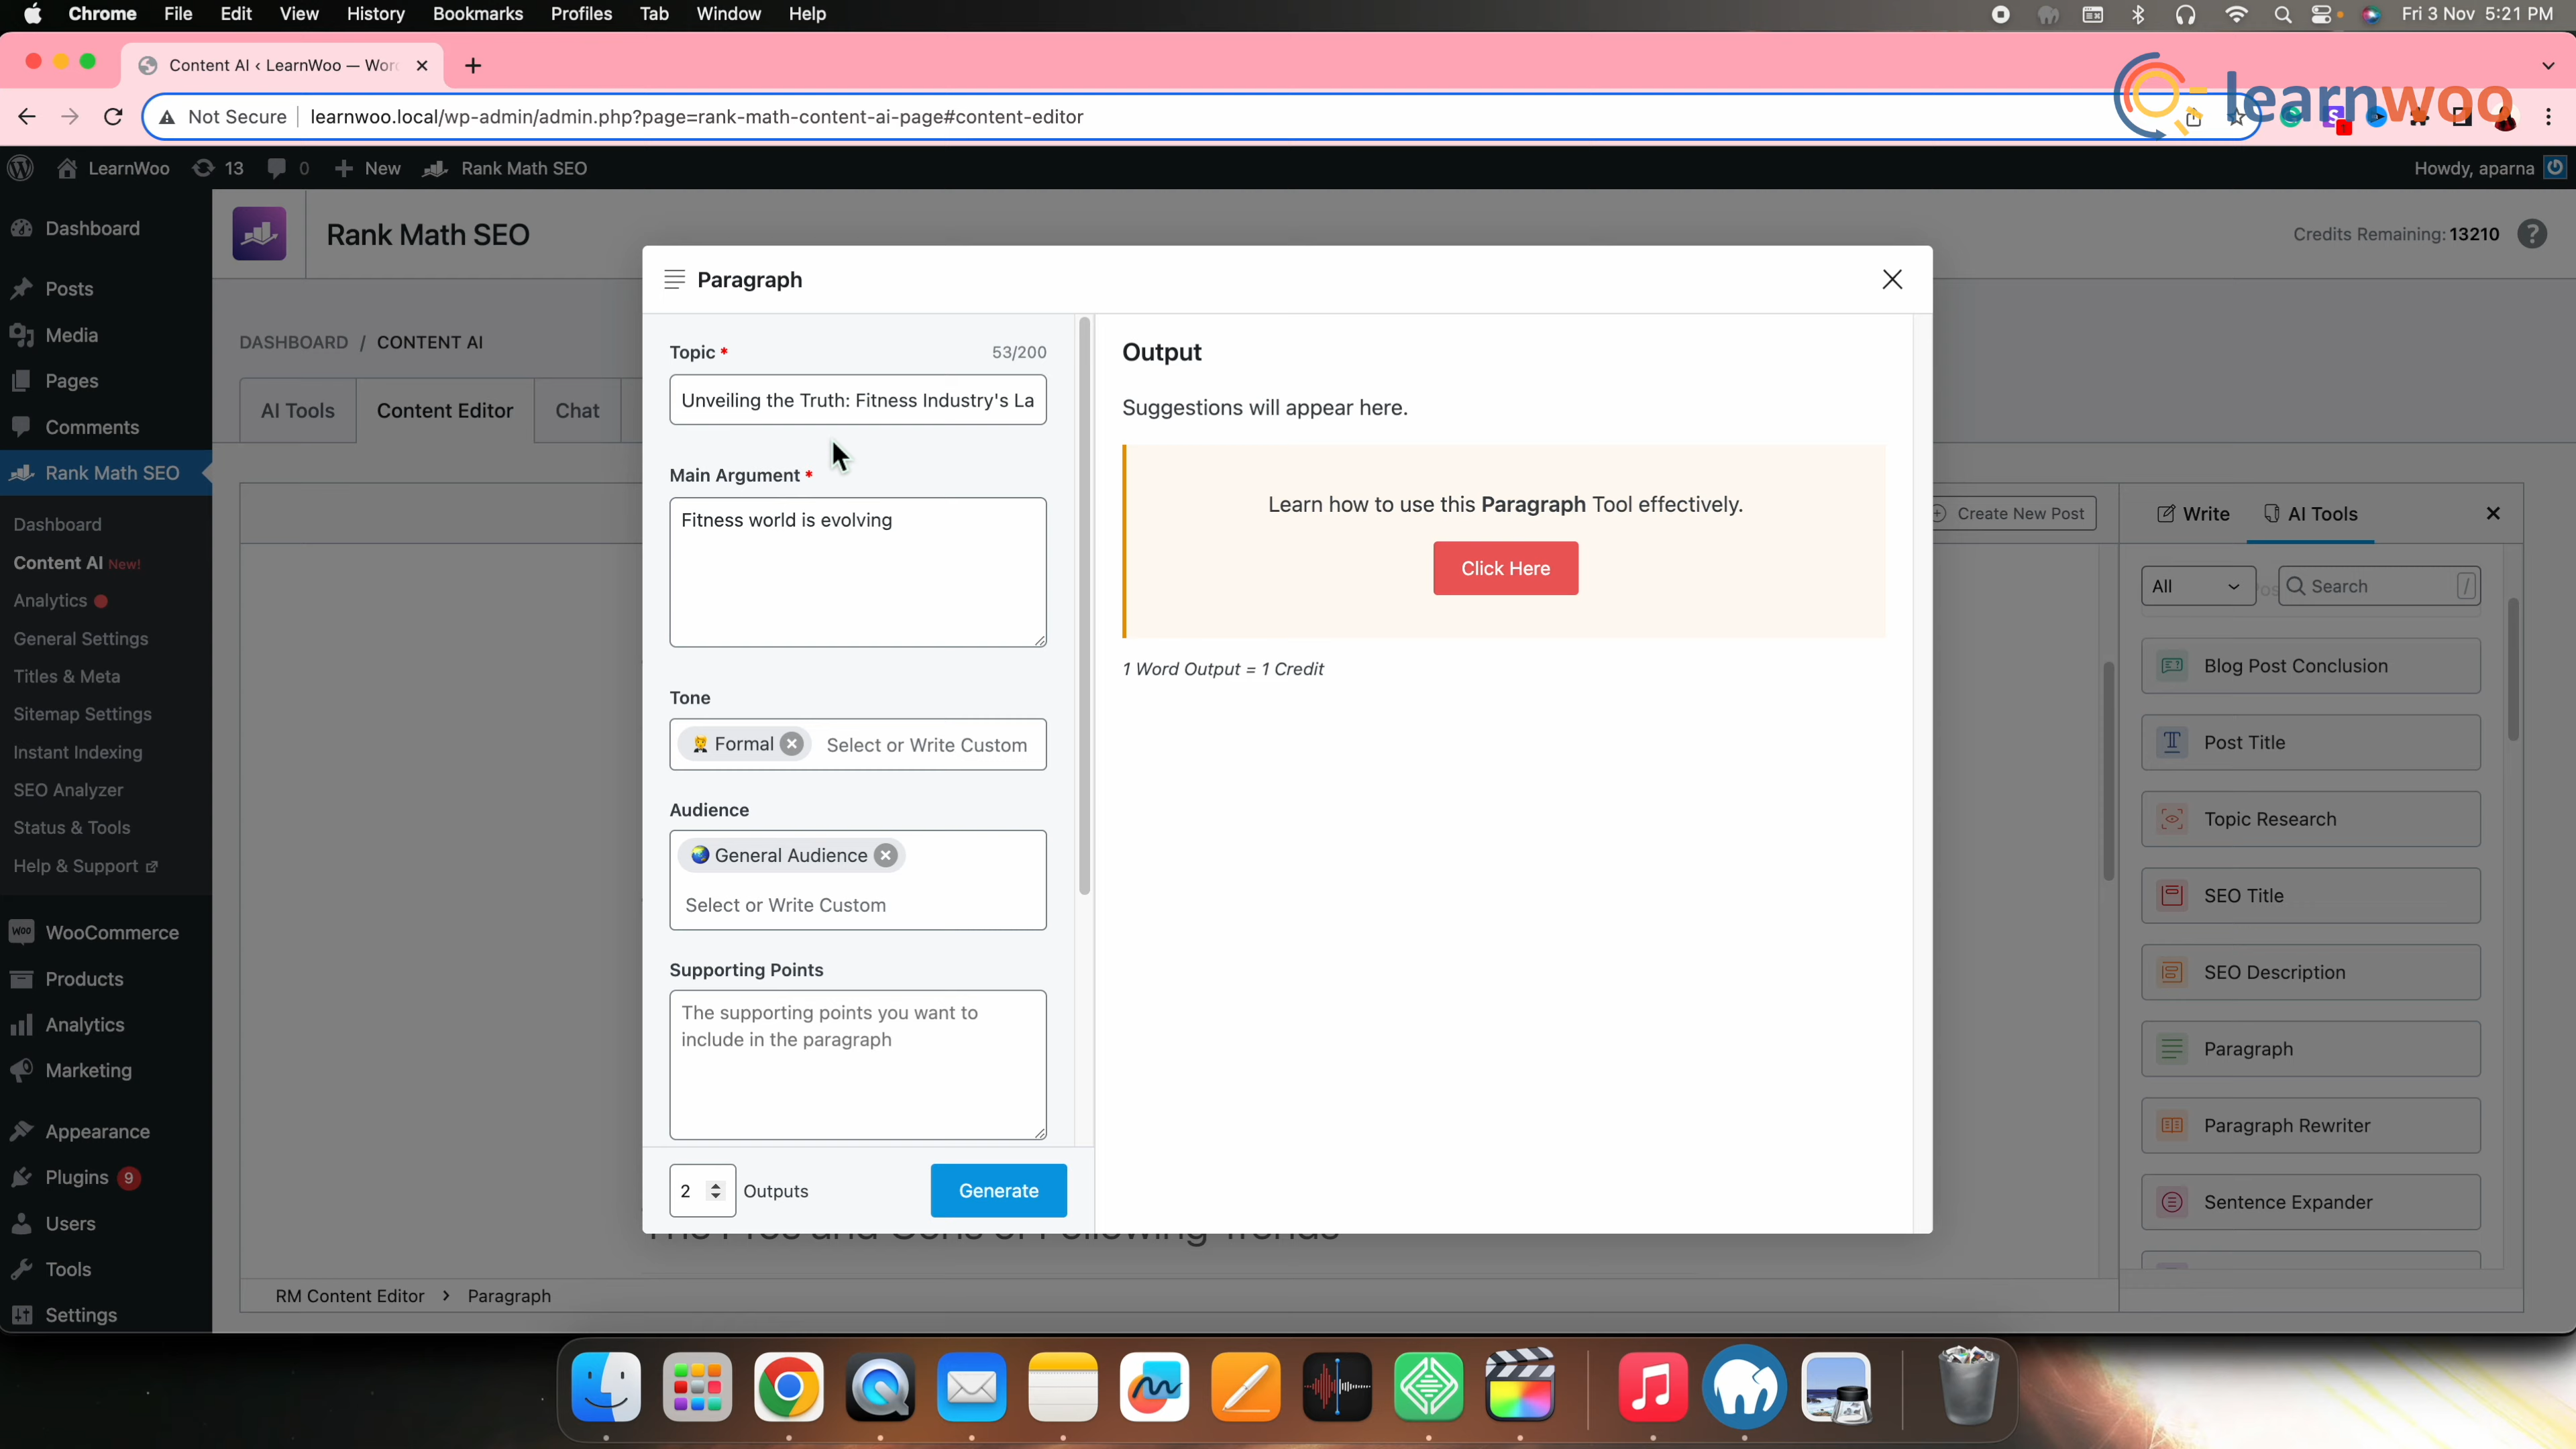 Chrome File Edit View History Bookmarks Profiles Tab Window Help
Fri 3 Nov 5:21 PM
Content AI ‹ LearnWoo — Wor
learnwoo
Not Secure learnwoo.local/wp-admin/admin.php?page=rank-math-content-ai-page#content-editor
LearnWoo 13 0 New Rank Math SEO
Howdy, aparna
Dashboard
Posts
Media
Pages
Comments
Rank Math SEO
Dashboard
Content AI New!
Analytics
General Settings
Titles & Meta
Sitemap Settings
Instant Indexing
SEO Analyzer
Status & Tools
Help & Support
WooCommerce
Products
Analytics
Marketing
Appearance
Plugins 9
Users
Tools
Settings
Rank Math SEO
Credits Remaining: 13210 ?
DASHBOARD / CONTENT AI
AI Tools Content Editor Chat
Paragraph
Topic * 53/200
Unveiling the Truth: Fitness Industry's La
Main Argument *
Fitness world is evolving
Tone
Formal Select or Write Custom
Audience
General Audience
Select or Write Custom
Supporting Points
The supporting points you want to
include in the paragraph
2 Outputs Generate
Output
Suggestions will appear here.
Learn how to use this Paragraph Tool effectively.
Click Here
1 Word Output = 1 Credit
Create New Post
Write AI Tools
All Search /
Blog Post Conclusion
Post Title
Topic Research
SEO Title
SEO Description
Paragraph
Paragraph Rewriter
Sentence Expander
The Pros and Cons of Following Trends
RM Content Editor › Paragraph